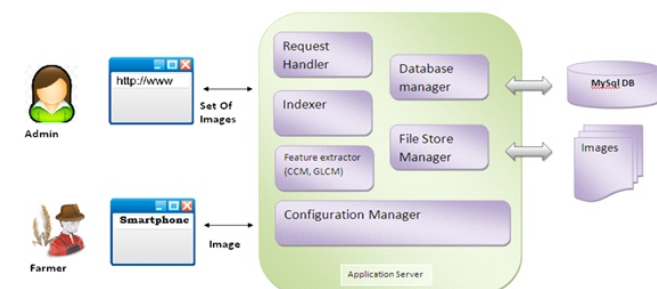 Admin
http://www
Set Of
Images
Farmer
Smartphone
Image
Request
Handler
Indexer
Feature extractor
(CCM, GLCM)
Database
manager
File Store
Manager
Configuration Manager
Application Server
MySql DB
Images